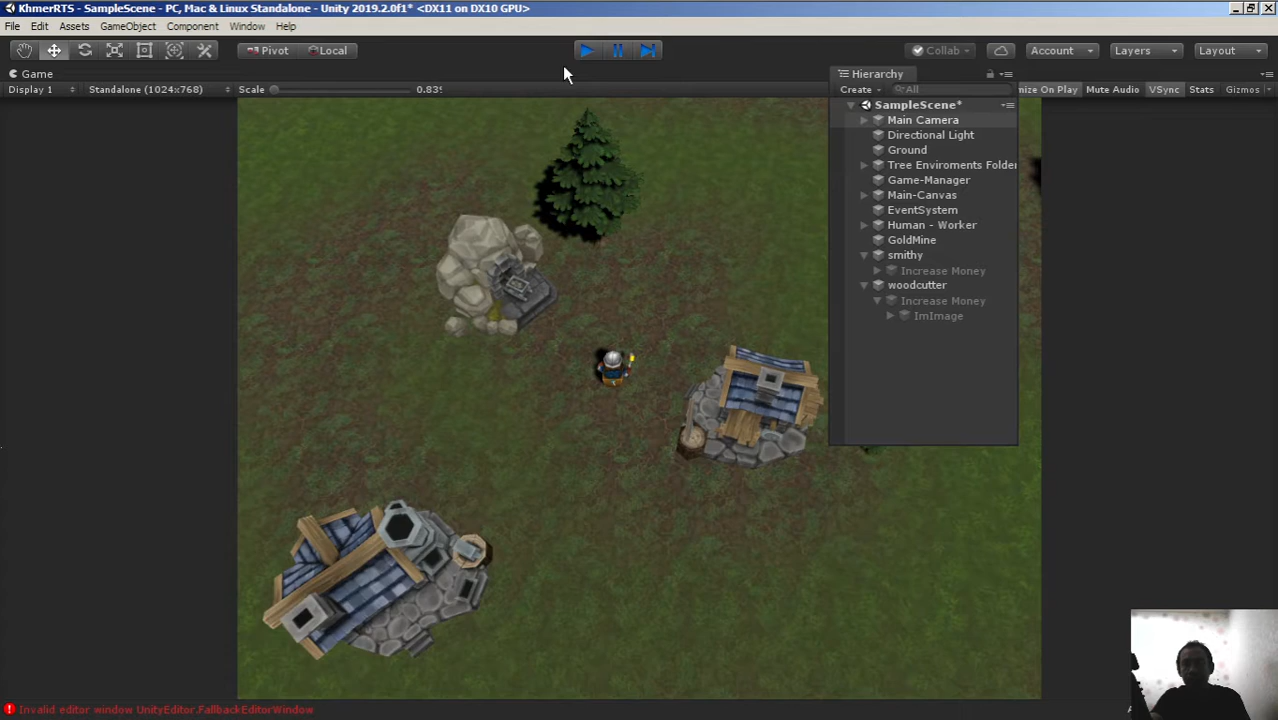 KhmerRTS - SampleScene - PC, Mac & Linux Standalone - Unity 2019.2.0f1* <DX11 on DX10 GPU>
File Edit Assets GameObject Component Window Help
Pivot Local Collab Account Layers Layout
Game
Display 1 Standalone (1024x768) Scale 0.83 Mute Audio VSync Stats Gizmos
Hierarchy
Create All
SampleScene*
Main Camera
Directional Light
Ground
Tree Enviroments Folder
Game-Manager
Main-Canvas
EventSystem
Human - Worker
GoldMine
smithy
Increase Money
woodcutter
Increase Money
ImImage
Invalid editor window UnityEditor.FallbackEditorWindow